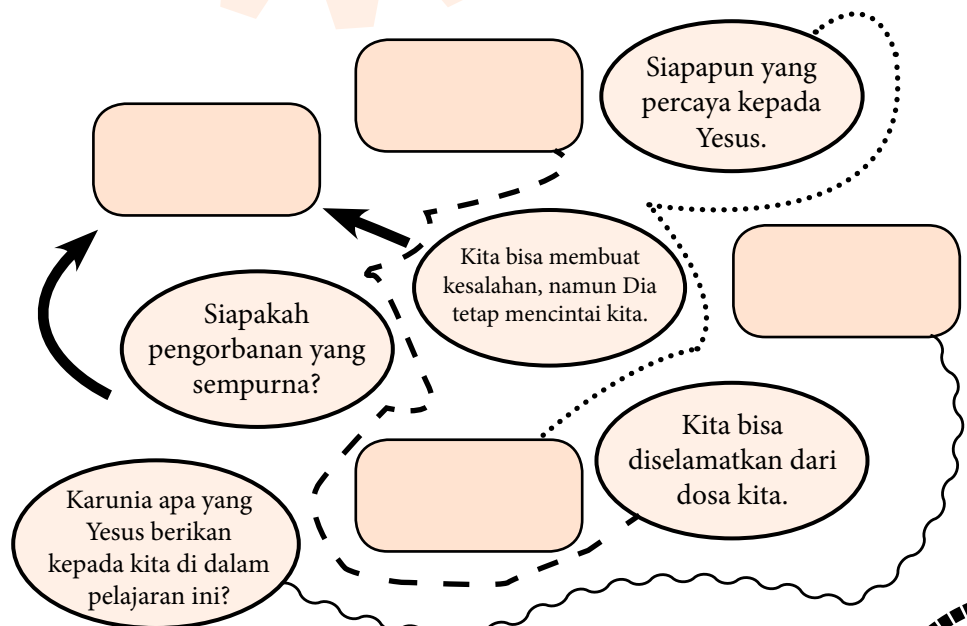 Siapapun yang
percaya kepada
Yesus.
Kita bisa membuat
kesalahan, namun Dia
tetap mencintai kita.
Siapakah
pengorbanan yang
sempurna?
Kita bisa
diselamatkan dari
dosa kita.
Karunia apa yang
Yesus berikan
kepada kita di dalam
pelajaran ini?